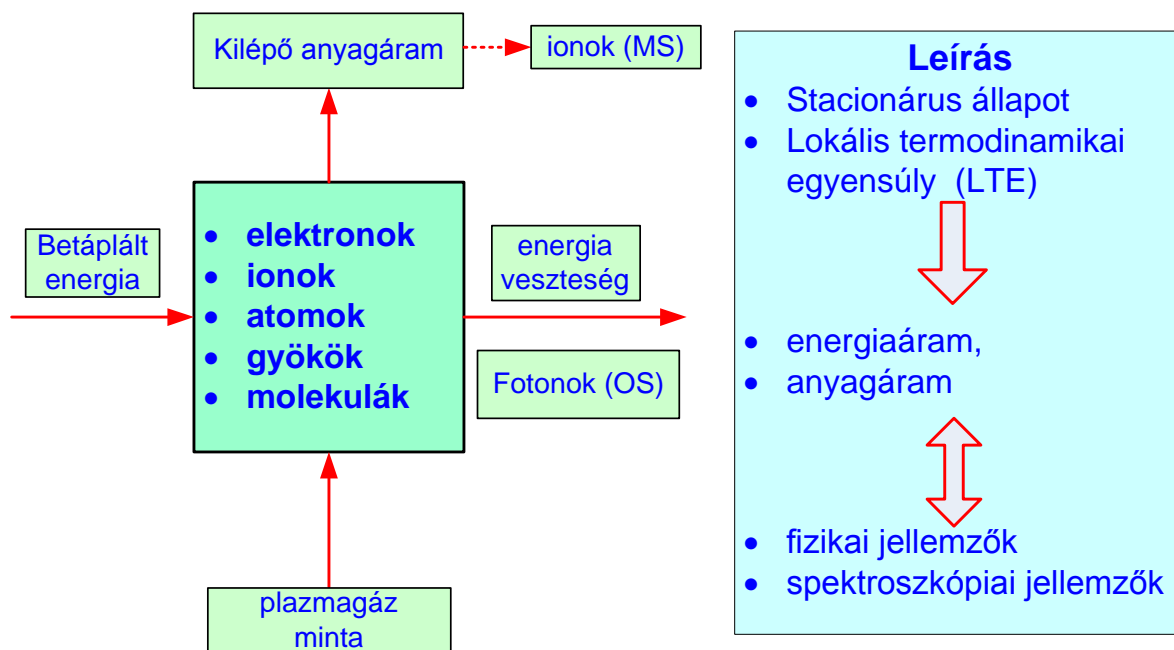 Kilépő anyagáram
ionok (MS)
Betáplált
energia
• elektronok
• ionok
• atomok
• gyökök
• molekulák
energia
veszteség
Fotonok (OS)
plazmagáz
minta
Leírás
• Stacionárus állapot
• Lokális termodinamikai
egyensúly (LTE)
• energiaáram,
• anyagáram
• fizikai jellemzők
• spektroszkópiai jellemzők